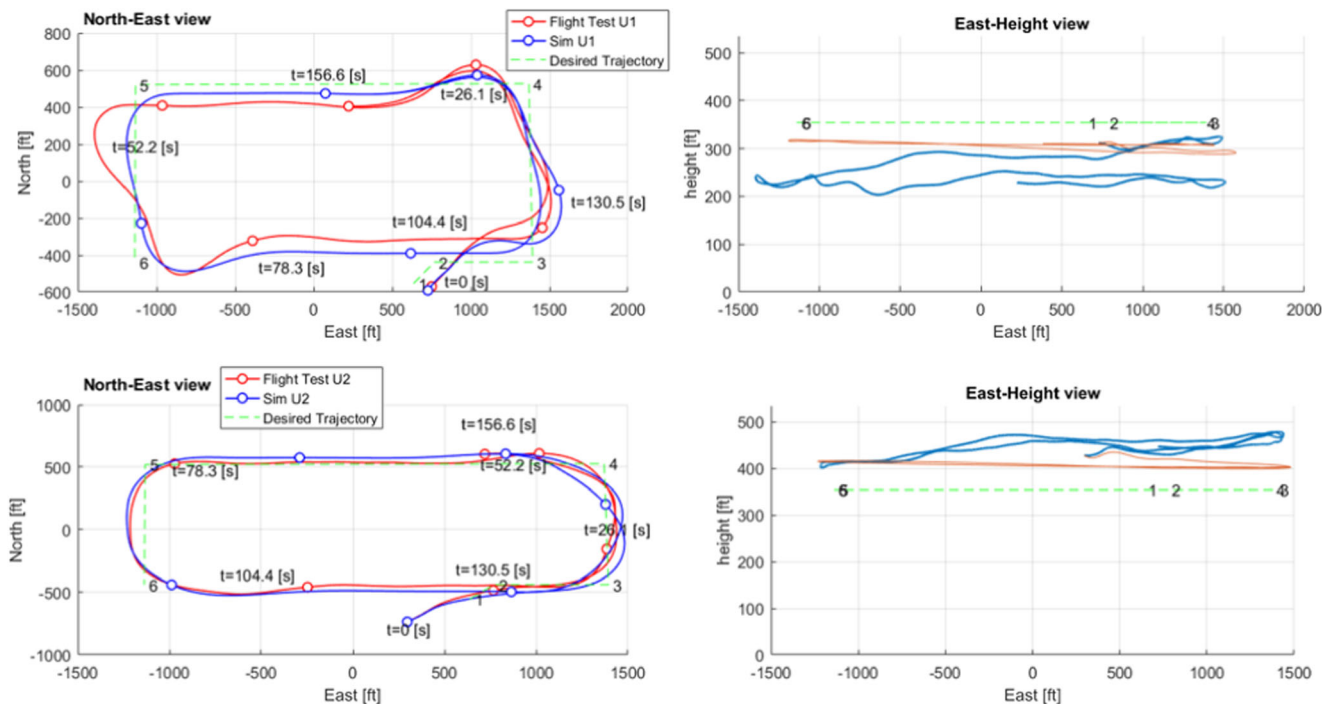 North-East view
Flight Test U1
Sim U1
Desired Trajectory
800
600
400
200
0
-200
-400
-600
North [ft]
t=156.6 [s]
5
4
t=26.1 [s]
t=52.2 [s]
t=130.5 [s]
t=104.4 [s]
6
t=78.3 [s]
2
3
1
t=0 [s]
-1500
-1000
-500
0
500
1000
1500
2000
East [ft]
East-Height view
500
400
300
200
100
0
height [ft]
6
1
2
4
3
-1500
-1000
-500
0
500
1000
1500
2000
East [ft]
North-East view
Flight Test U2
Sim U2
Desired Trajectory
1000
500
0
-500
-1000
North [ft]
t=156.6 [s]
5
t=78.3 [s]
t=52.2 [s]
4
t=26.1 [s]
6
t=104.4 [s]
t=130.5 [s]
2
3
1
t=0 [s]
-1500
-1000
-500
0
500
1000
1500
East [ft]
East-Height view
500
400
300
200
100
0
height [ft]
1
2
4
3
-1500
-1000
-500
0
500
1000
1500
East [ft]